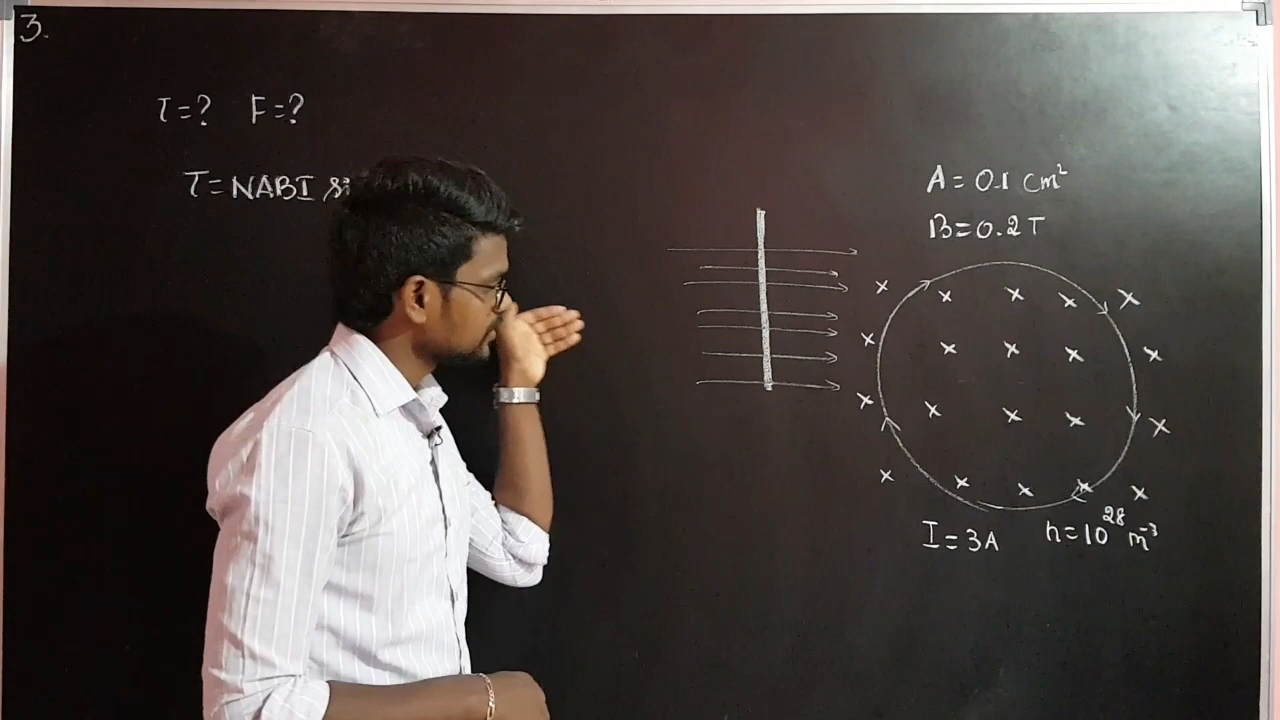 3.
τ=? F=?
τ=NABI
A = 0.1 cm²
B=0.2T
I=3A n=10²⁸ m⁻³